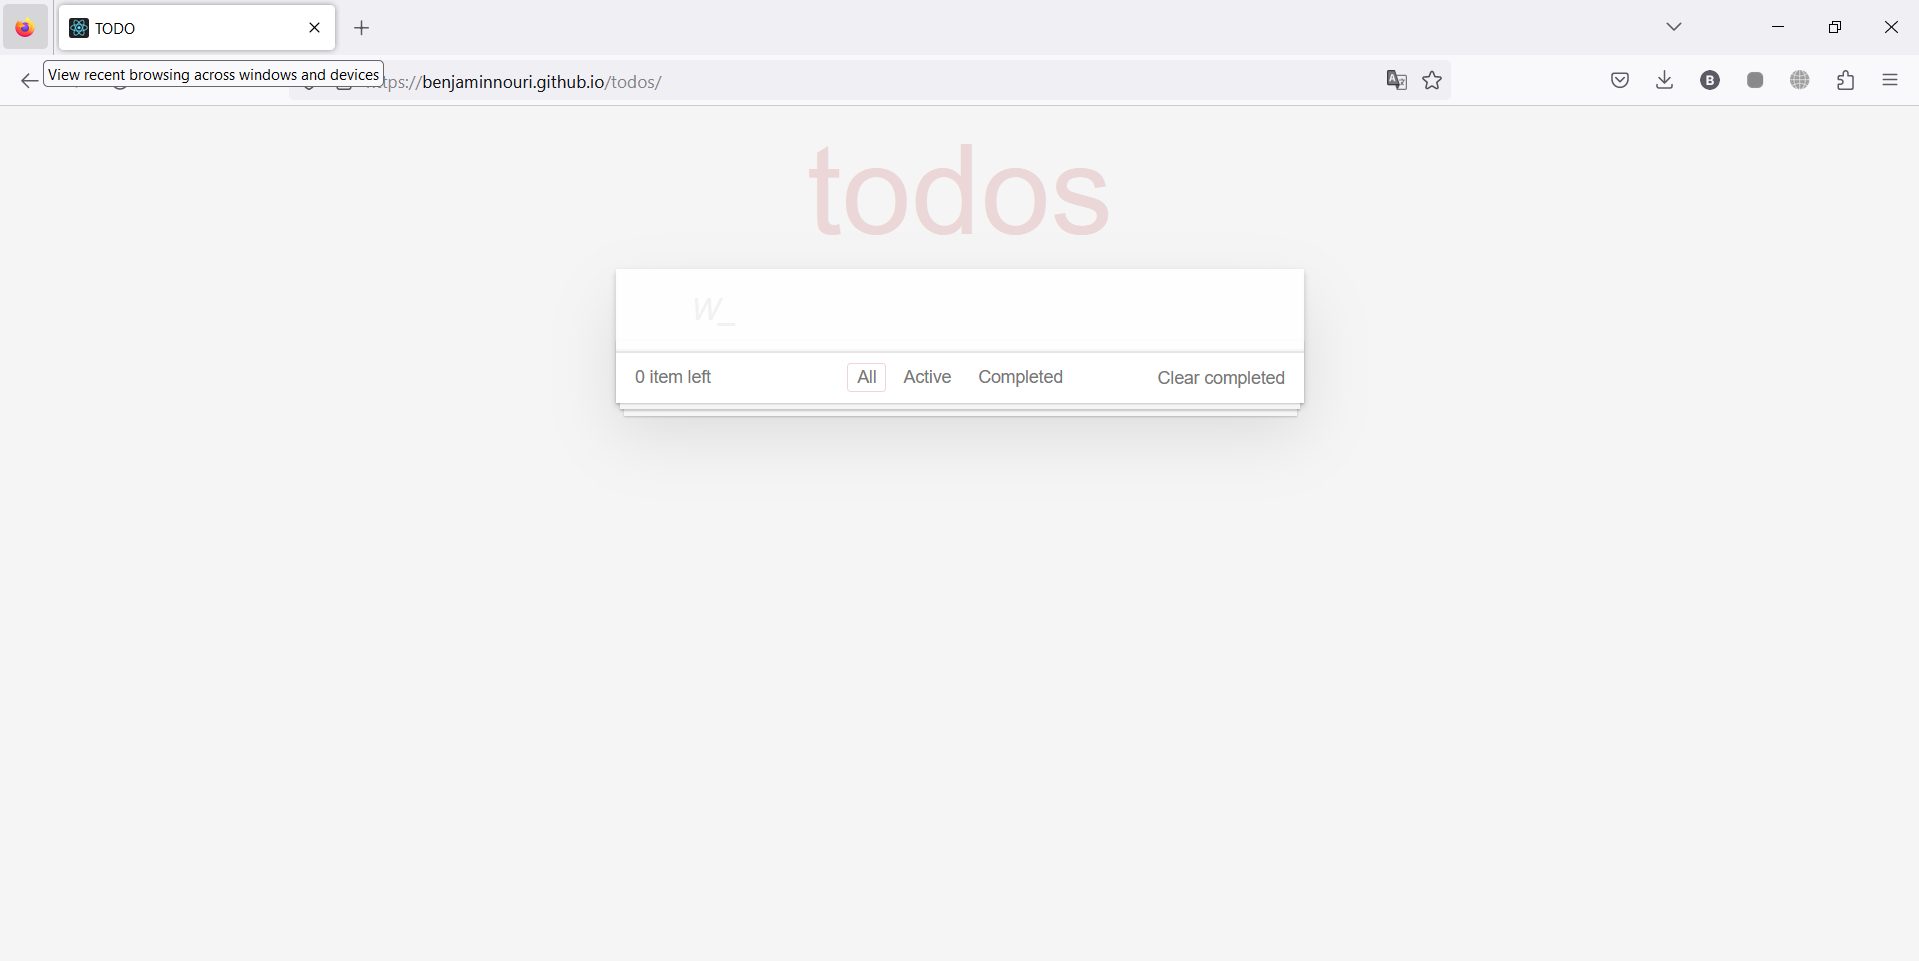 TODO
View recent browsing across windows and devices
tps://benjaminnouri.github.io/todos/
B
todos
W_
0 item left All Active Completed Clear completed